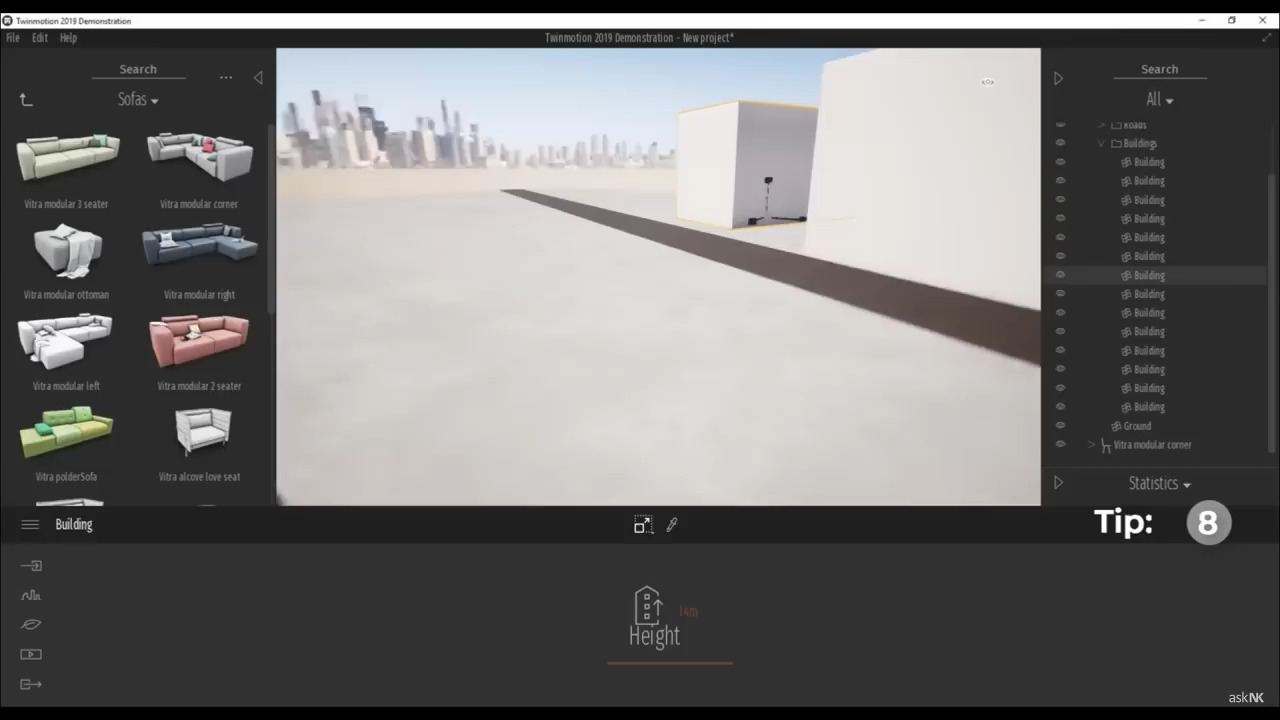 Twinmotion 2019 Demonstration
File Edit Help
Twinmotion 2019 Demonstration - New project*
Search
...
Sofas
Vitra modular 3 seater
Vitra modular corner
Vitra modular ottoman
Vitra modular right
Vitra modular left
Vitra modular 2 seater
Vitra polderSofa
Vitra alcove love seat
Search
All
Roads
Buildings
Building
Building
Building
Building
Building
Building
Building
Building
Building
Building
Building
Building
Building
Building
Ground
Vitra modular corner
Statistics
Building
Tip: 8
14m
Height
askNK